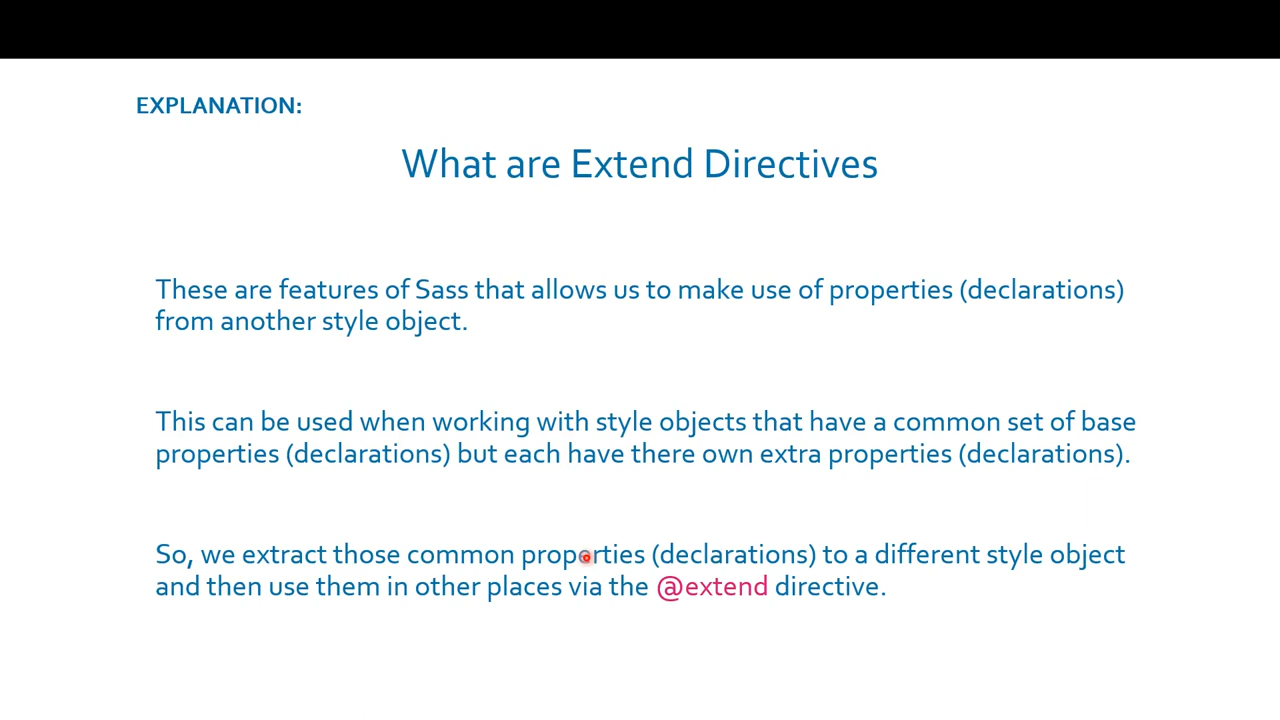 EXPLANATION:
What are Extend Directives
These are features of Sass that allows us to make use of properties (declarations)
from another style object.
This can be used when working with style objects that have a common set of base
properties (declarations) but each have there own extra properties (declarations).
So, we extract those common properties (declarations) to a different style object
and then use them in other places via the @extend directive.